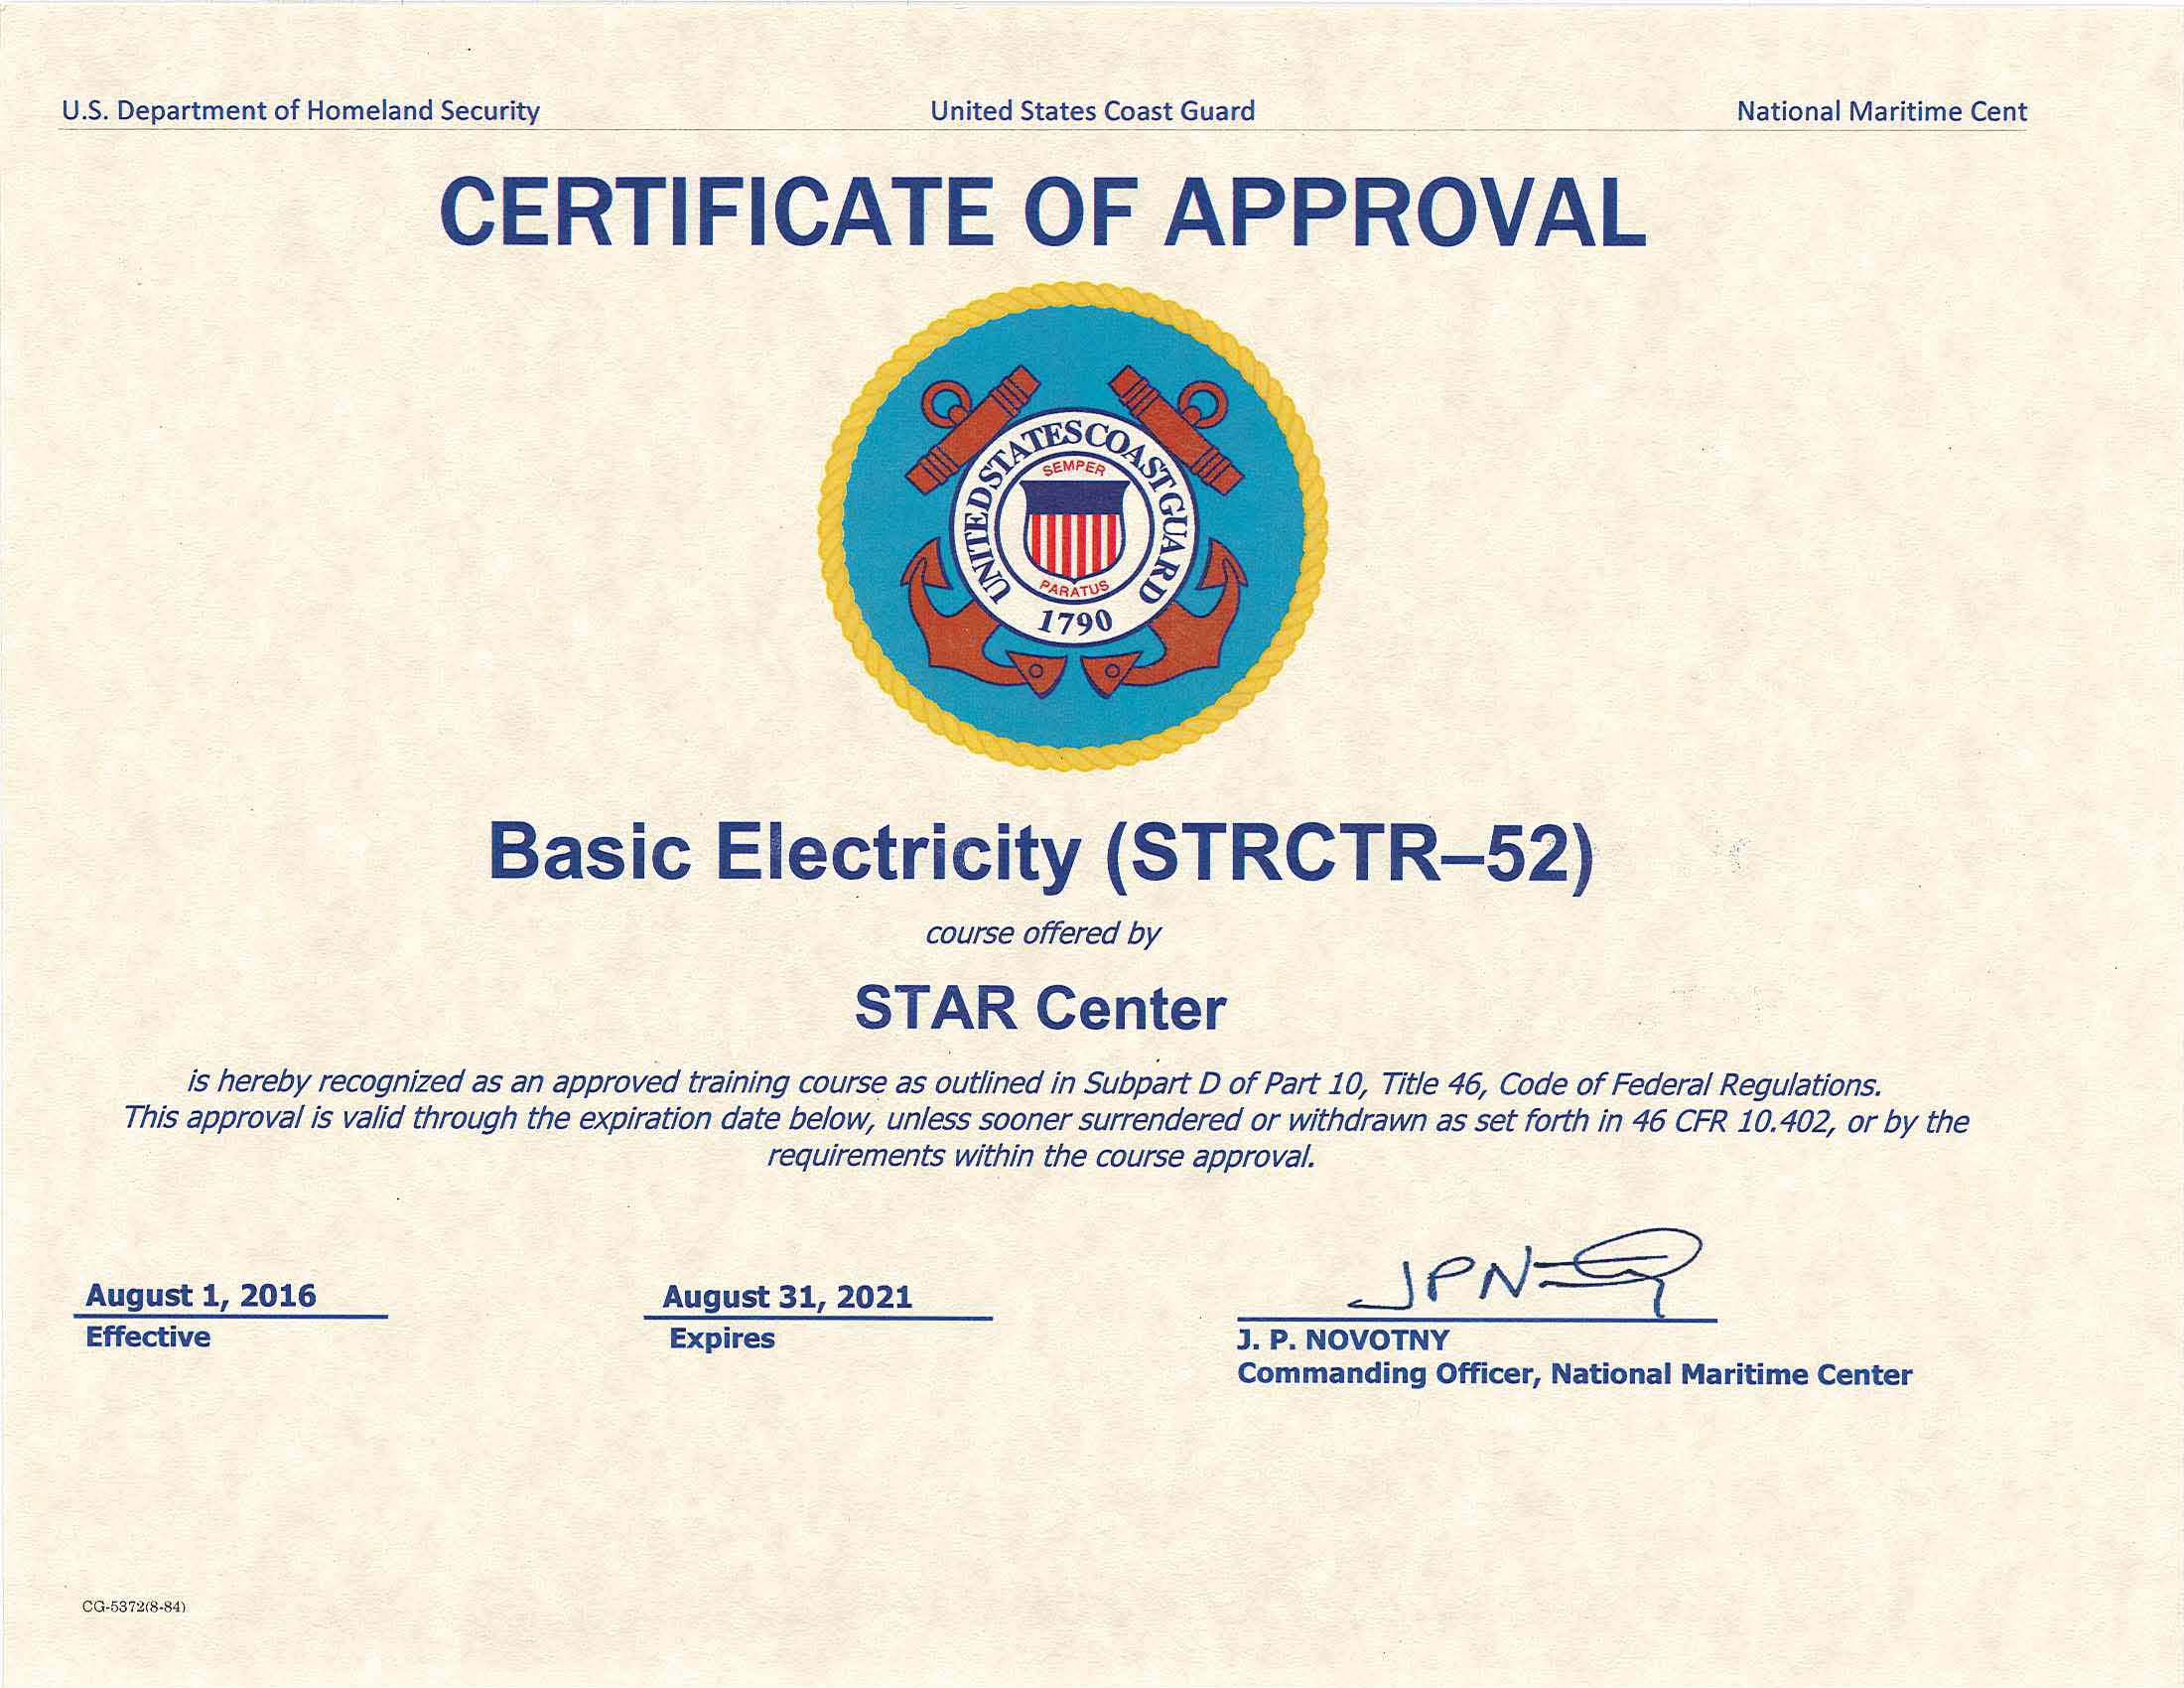 U.S. Department of Homeland Security United States Coast Guard National Maritime Cent
CERTIFICATE OF APPROVAL
UNITED STATES COAST GUARD
SEMPER
PARATUS
1790
Basic Electricity (STRCTR–52)
course offered by
STAR Center
is hereby recognized as an approved training course as outlined in Subpart D of Part 10, Title 46, Code of Federal Regulations.
This approval is valid through the expiration date below, unless sooner surrendered or withdrawn as set forth in 46 CFR 10.402, or by the
requirements within the course approval.
August 1, 2016
Effective
August 31, 2021
Expires
JPN
J. P. NOVOTNY
Commanding Officer, National Maritime Center
CG-5372(8-84)